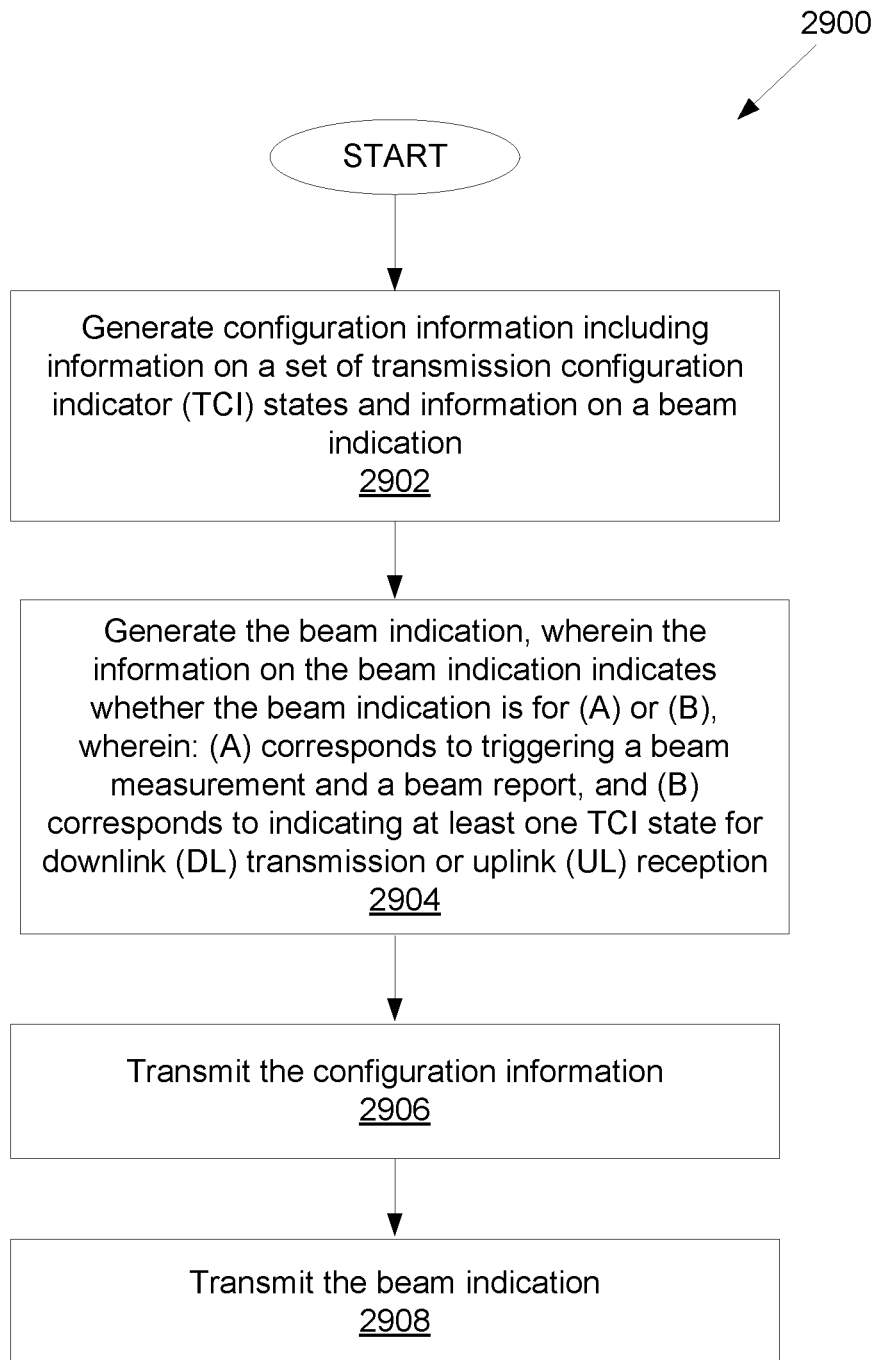 2900
START
Generate configuration information including
information on a set of transmission configuration
indicator (TCI) states and information on a beam
indication
2902
Generate the beam indication, wherein the
information on the beam indication indicates
whether the beam indication is for (A) or (B),
wherein: (A) corresponds to triggering a beam
measurement and a beam report, and (B)
corresponds to indicating at least one TCI state for
downlink (DL) transmission or uplink (UL) reception
2904
Transmit the configuration information
2906
Transmit the beam indication
2908